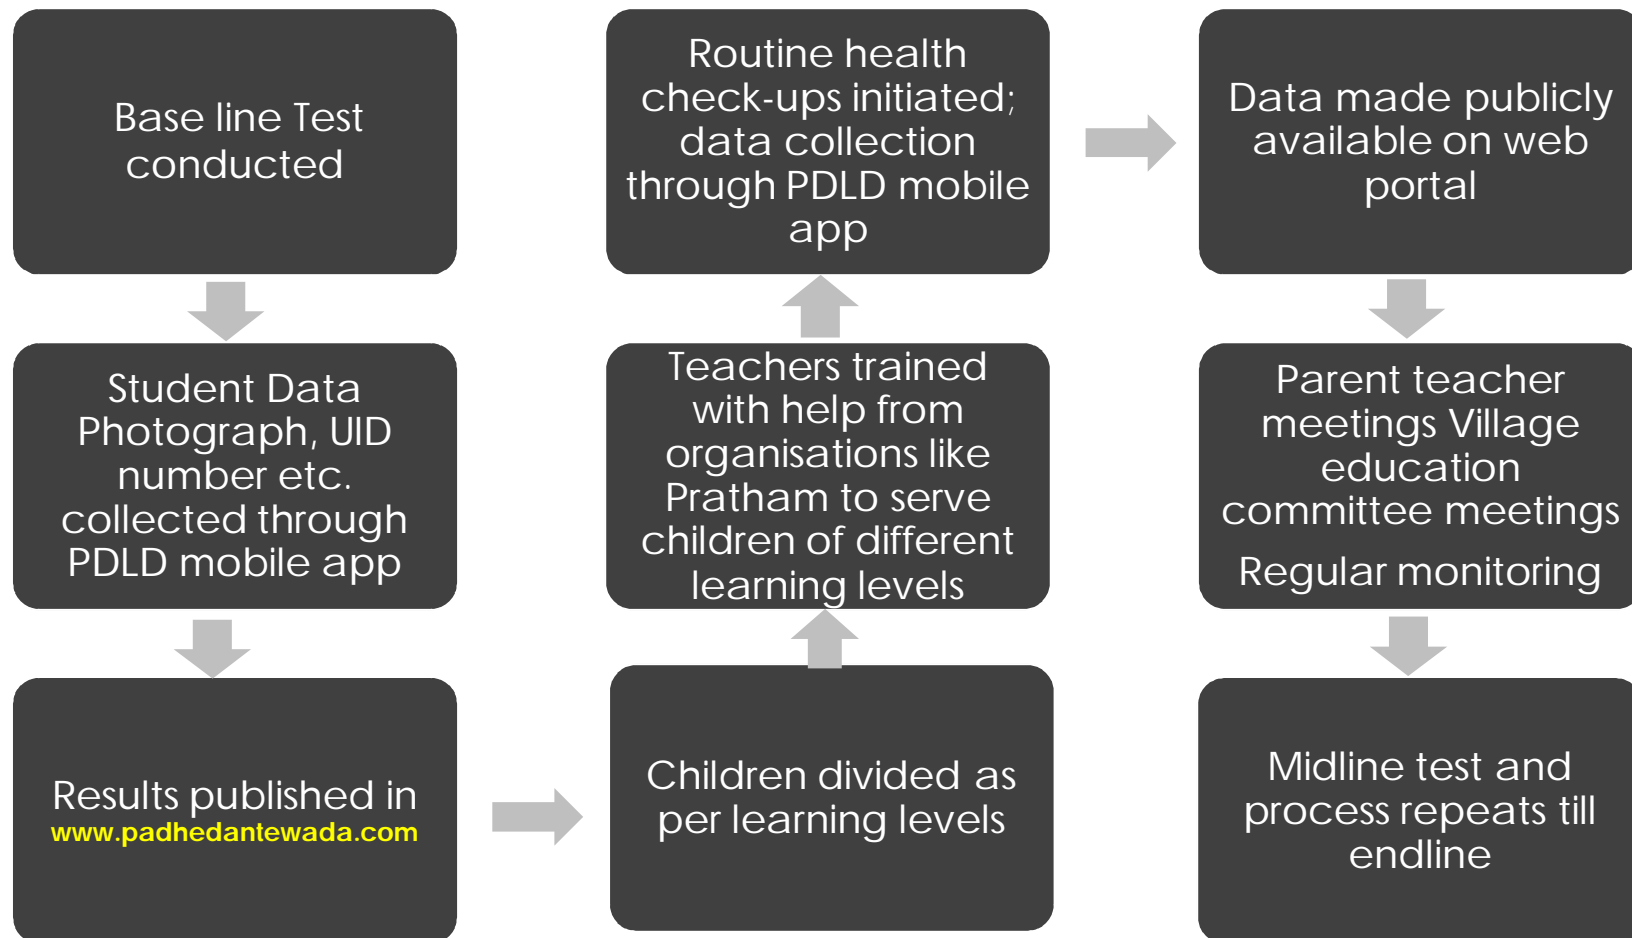 Base line Test
conducted
Student Data
Photograph, UID
number etc.
collected through
PDLD mobile app
Results published in
www.padhedantewada.com
Children divided as
per learning levels
Teachers trained
with help from
organisations like
Pratham to serve
children of different
learning levels
Routine health
check-ups initiated;
data collection
through PDLD mobile
app
Data made publicly
available on web
portal
Parent teacher
meetings Village
education
committee meetings
Regular monitoring
Midline test and
process repeats till
endline